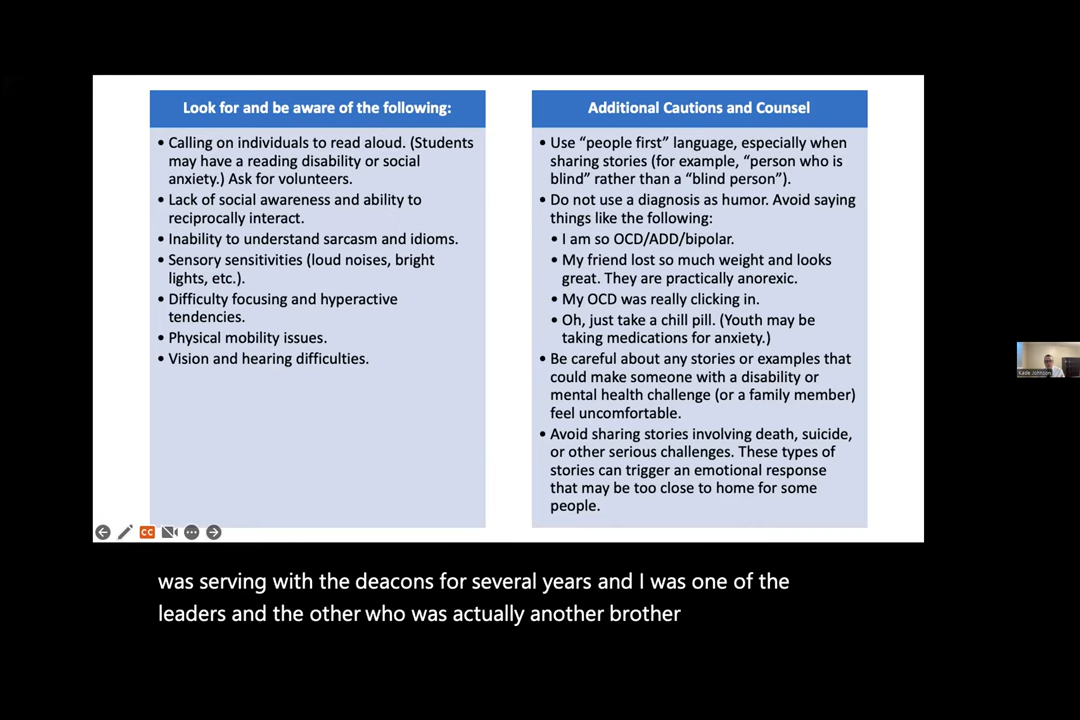 Look for and be aware of the following:
• Calling on individuals to read aloud. (Students
may have a reading disability or social
anxiety.) Ask for volunteers.
• Lack of social awareness and ability to
reciprocally interact.
• Inability to understand sarcasm and idioms.
• Sensory sensitivities (loud noises, bright
lights, etc.).
• Difficulty focusing and hyperactive
tendencies.
• Physical mobility issues.
• Vision and hearing difficulties.
Additional Cautions and Counsel
• Use “people first” language, especially when
sharing stories (for example, “person who is
blind” rather than a “blind person”).
• Do not use a diagnosis as humor. Avoid saying
things like the following:
• I am so OCD/ADD/bipolar.
• My friend lost so much weight and looks
great. They are practically anorexic.
• My OCD was really clicking in.
• Oh, just take a chill pill. (Youth may be
taking medications for anxiety.)
• Be careful about any stories or examples that
could make someone with a disability or
mental health challenge (or a family member)
feel uncomfortable.
• Avoid sharing stories involving death, suicide,
or other serious challenges. These types of
stories can trigger an emotional response
that may be too close to home for some
people.
CC
Kade Johnson
was serving with the deacons for several years and I was one of the
leaders and the other who was actually another brother